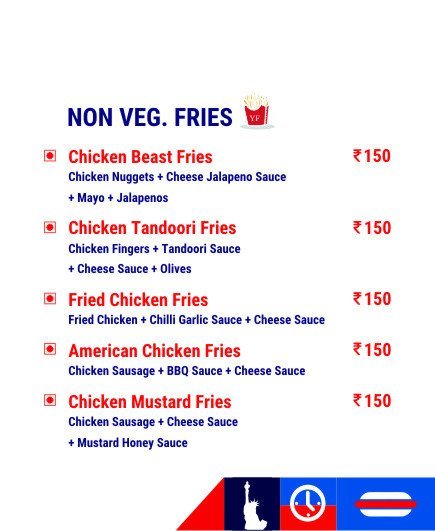 NON VEG. FRIES
YF
Chicken Beast Fries ₹150
Chicken Nuggets + Cheese Jalapeno Sauce
+ Mayo + Jalapenos
Chicken Tandoori Fries ₹150
Chicken Fingers + Tandoori Sauce
+ Cheese Sauce + Olives
Fried Chicken Fries ₹150
Fried Chicken + Chilli Garlic Sauce + Cheese Sauce
American Chicken Fries ₹150
Chicken Sausage + BBQ Sauce + Cheese Sauce
Chicken Mustard Fries ₹150
Chicken Sausage + Cheese Sauce
+ Mustard Honey Sauce